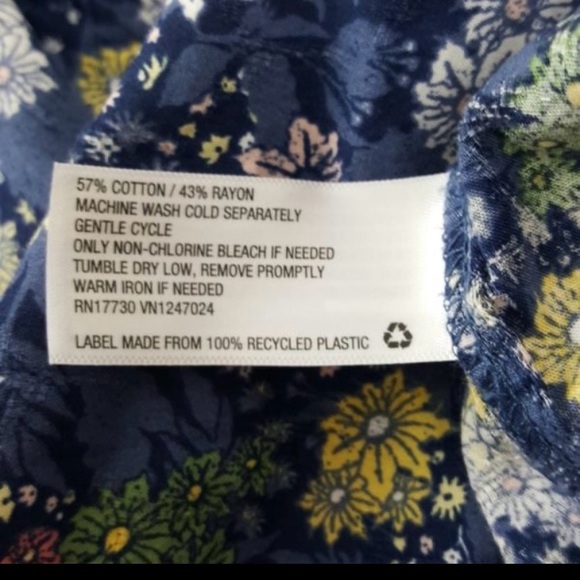 57% COTTON / 43% RAYON
MACHINE WASH COLD SEPARATELY
GENTLE CYCLE
ONLY NON-CHLORINE BLEACH IF NEEDED
TUMBLE DRY LOW, REMOVE PROMPTLY
WARM IRON IF NEEDED
RN17730 VN1247024
LABEL MADE FROM 100% RECYCLED PLASTIC